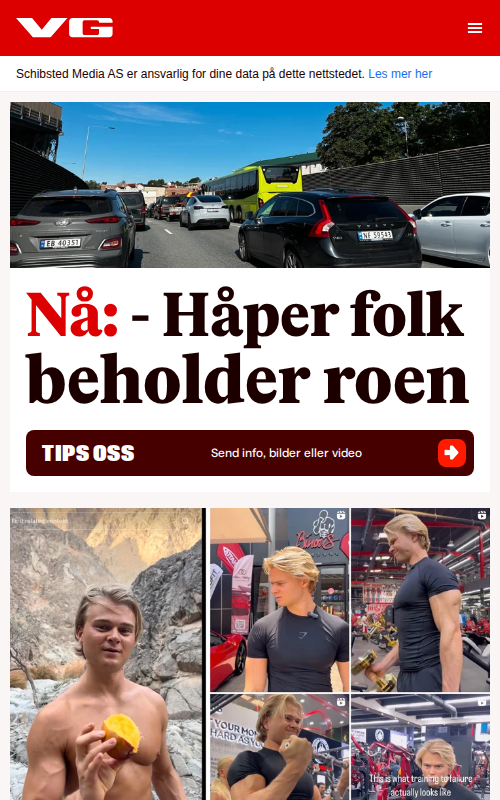 VG
Schibsted Media AS er ansvarlig for dine data på dette nettstedet. Les mer her
EB 40351
NF 59543
Nå: - Håper folk
beholder roen
TIPS OSS
Send info, bilder eller video
This is what training to failure
actually looks like